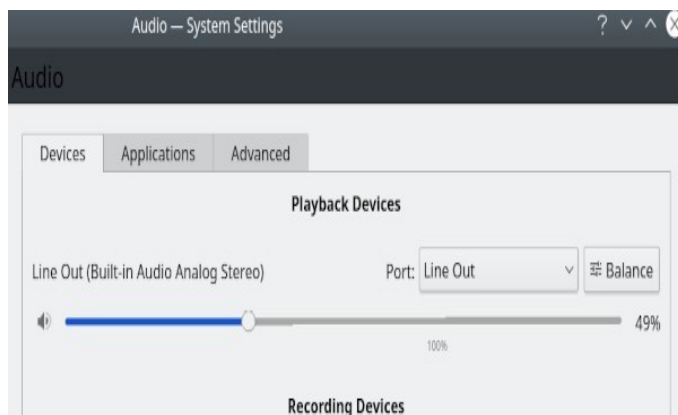 Audio — System Settings
Audio
Devices Applications Advanced
Playback Devices
Line Out (Built-in Audio Analog Stereo) Port: Line Out Balance
49%
100%
Recording Devices